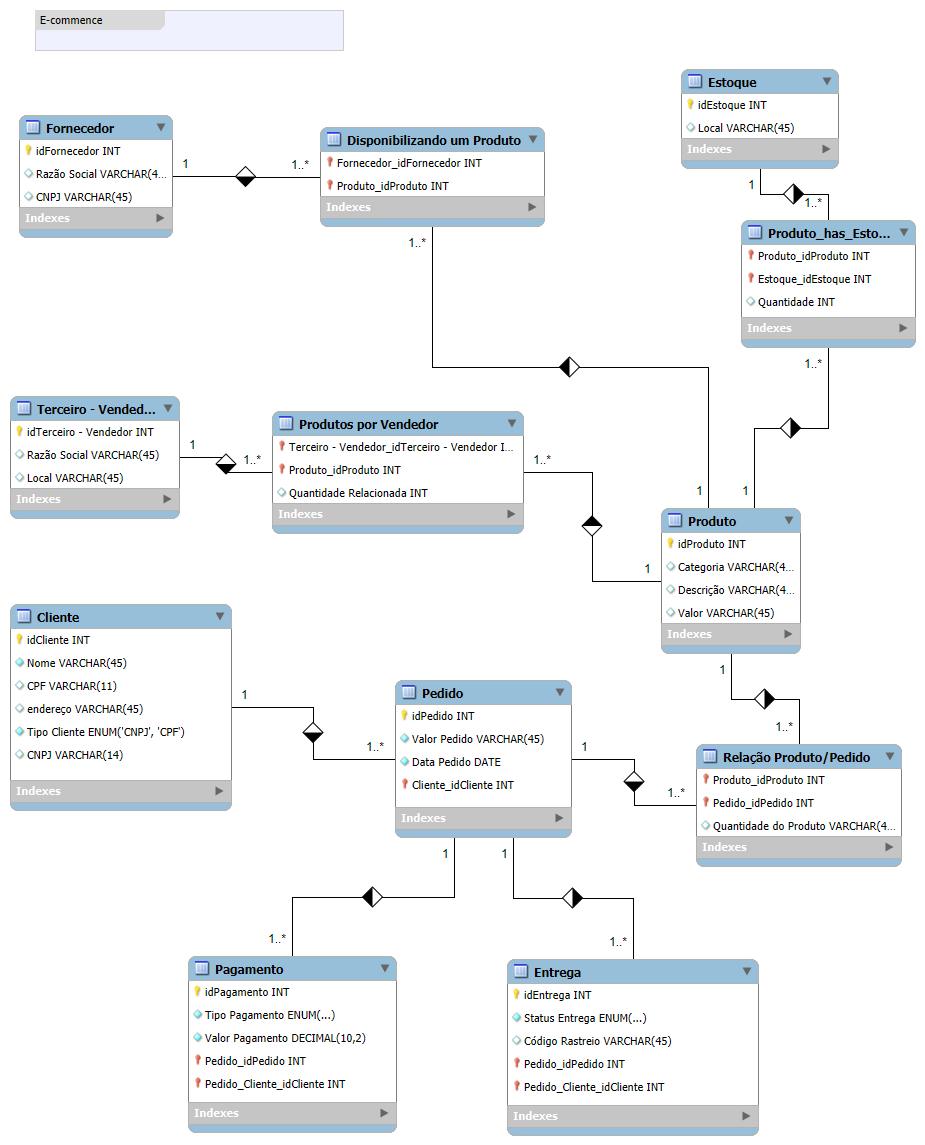 E-commence
Estoque
idEstoque INT
Local VARCHAR(45)
Indexes
Fornecedor
idFornecedor INT
Razão Social VARCHAR(4...
CNPJ VARCHAR(45)
Indexes
1
1..*
Disponibilizando um Produto
Fornecedor_idFornecedor INT
Produto_idProduto INT
Indexes
1
1..*
Produto_has_Esto...
Produto_idProduto INT
Estoque_idEstoque INT
Quantidade INT
Indexes
1..*
1..*
Terceiro - Vended...
idTerceiro - Vendedor INT
Razão Social VARCHAR(45)
Local VARCHAR(45)
Indexes
1
1..*
Produtos por Vendedor
Terceiro - Vendedor_idTerceiro - Vendedor I...
Produto_idProduto INT
Quantidade Relacionada INT
Indexes
1..*
1
1
1
Produto
idProduto INT
Categoria VARCHAR(4...
Descrição VARCHAR(4...
Valor VARCHAR(45)
Indexes
Cliente
idCliente INT
Nome VARCHAR(45)
CPF VARCHAR(11)
endereço VARCHAR(45)
Tipo Cliente ENUM('CNPJ', 'CPF')
CNPJ VARCHAR(14)
Indexes
1
1..*
Pedido
idPedido INT
Valor Pedido VARCHAR(45)
Data Pedido DATE
Cliente_idCliente INT
Indexes
1
1..*
1
1..*
Relação Produto/Pedido
Produto_idProduto INT
Pedido_idPedido INT
Quantidade do Produto VARCHAR(4...
Indexes
1
1
1..*
1..*
Pagamento
idPagamento INT
Tipo Pagamento ENUM(...)
Valor Pagamento DECIMAL(10,2)
Pedido_idPedido INT
Pedido_Cliente_idCliente INT
Indexes
Entrega
idEntrega INT
Status Entrega ENUM(...)
Código Rastreio VARCHAR(45)
Pedido_idPedido INT
Pedido_Cliente_idCliente INT
Indexes